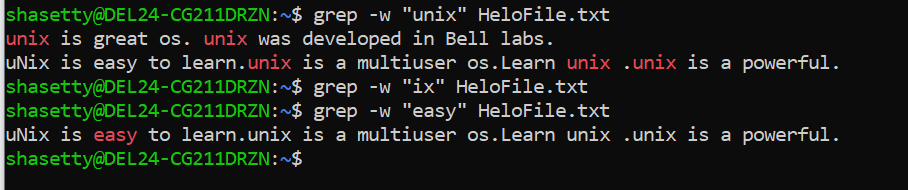 shasetty@DEL24-CG211DRZN:~$ grep -w "unix" HeloFile.txt
unix is great os. unix was developed in Bell labs.
uNix is easy to learn.unix is a multiuser os.Learn unix .unix is a powerful.
shasetty@DEL24-CG211DRZN:~$ grep -w "ix" HeloFile.txt
shasetty@DEL24-CG211DRZN:~$ grep -w "easy" HeloFile.txt
uNix is easy to learn.unix is a multiuser os.Learn unix .unix is a powerful.
shasetty@DEL24-CG211DRZN:~$